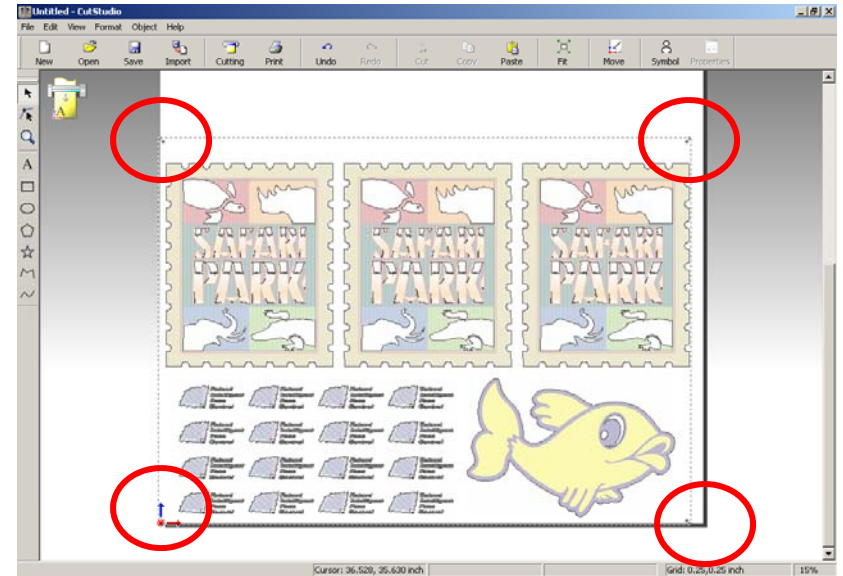 Untitled - CutStudio
File Edit View Format Object Help
New Open Save Import Cutting Print Undo Redo Cut Copy Paste Fit Move Symbol Properties
A
A
SAFARI PARK SAFARI PARK SAFARI PARK
Cursor: 36.528, 35.630 inch Grid: 0.25,0.25 inch 15%